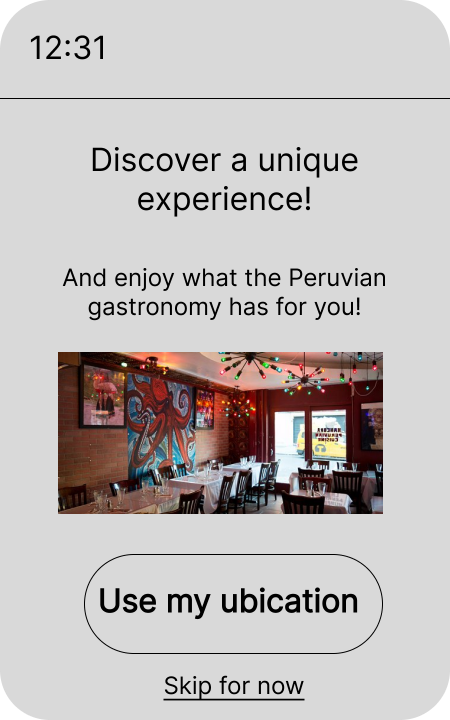 12:31
Discover a unique
experience!
And enjoy what the Peruvian
gastronomy has for you!
Use my ubication
Skip for now